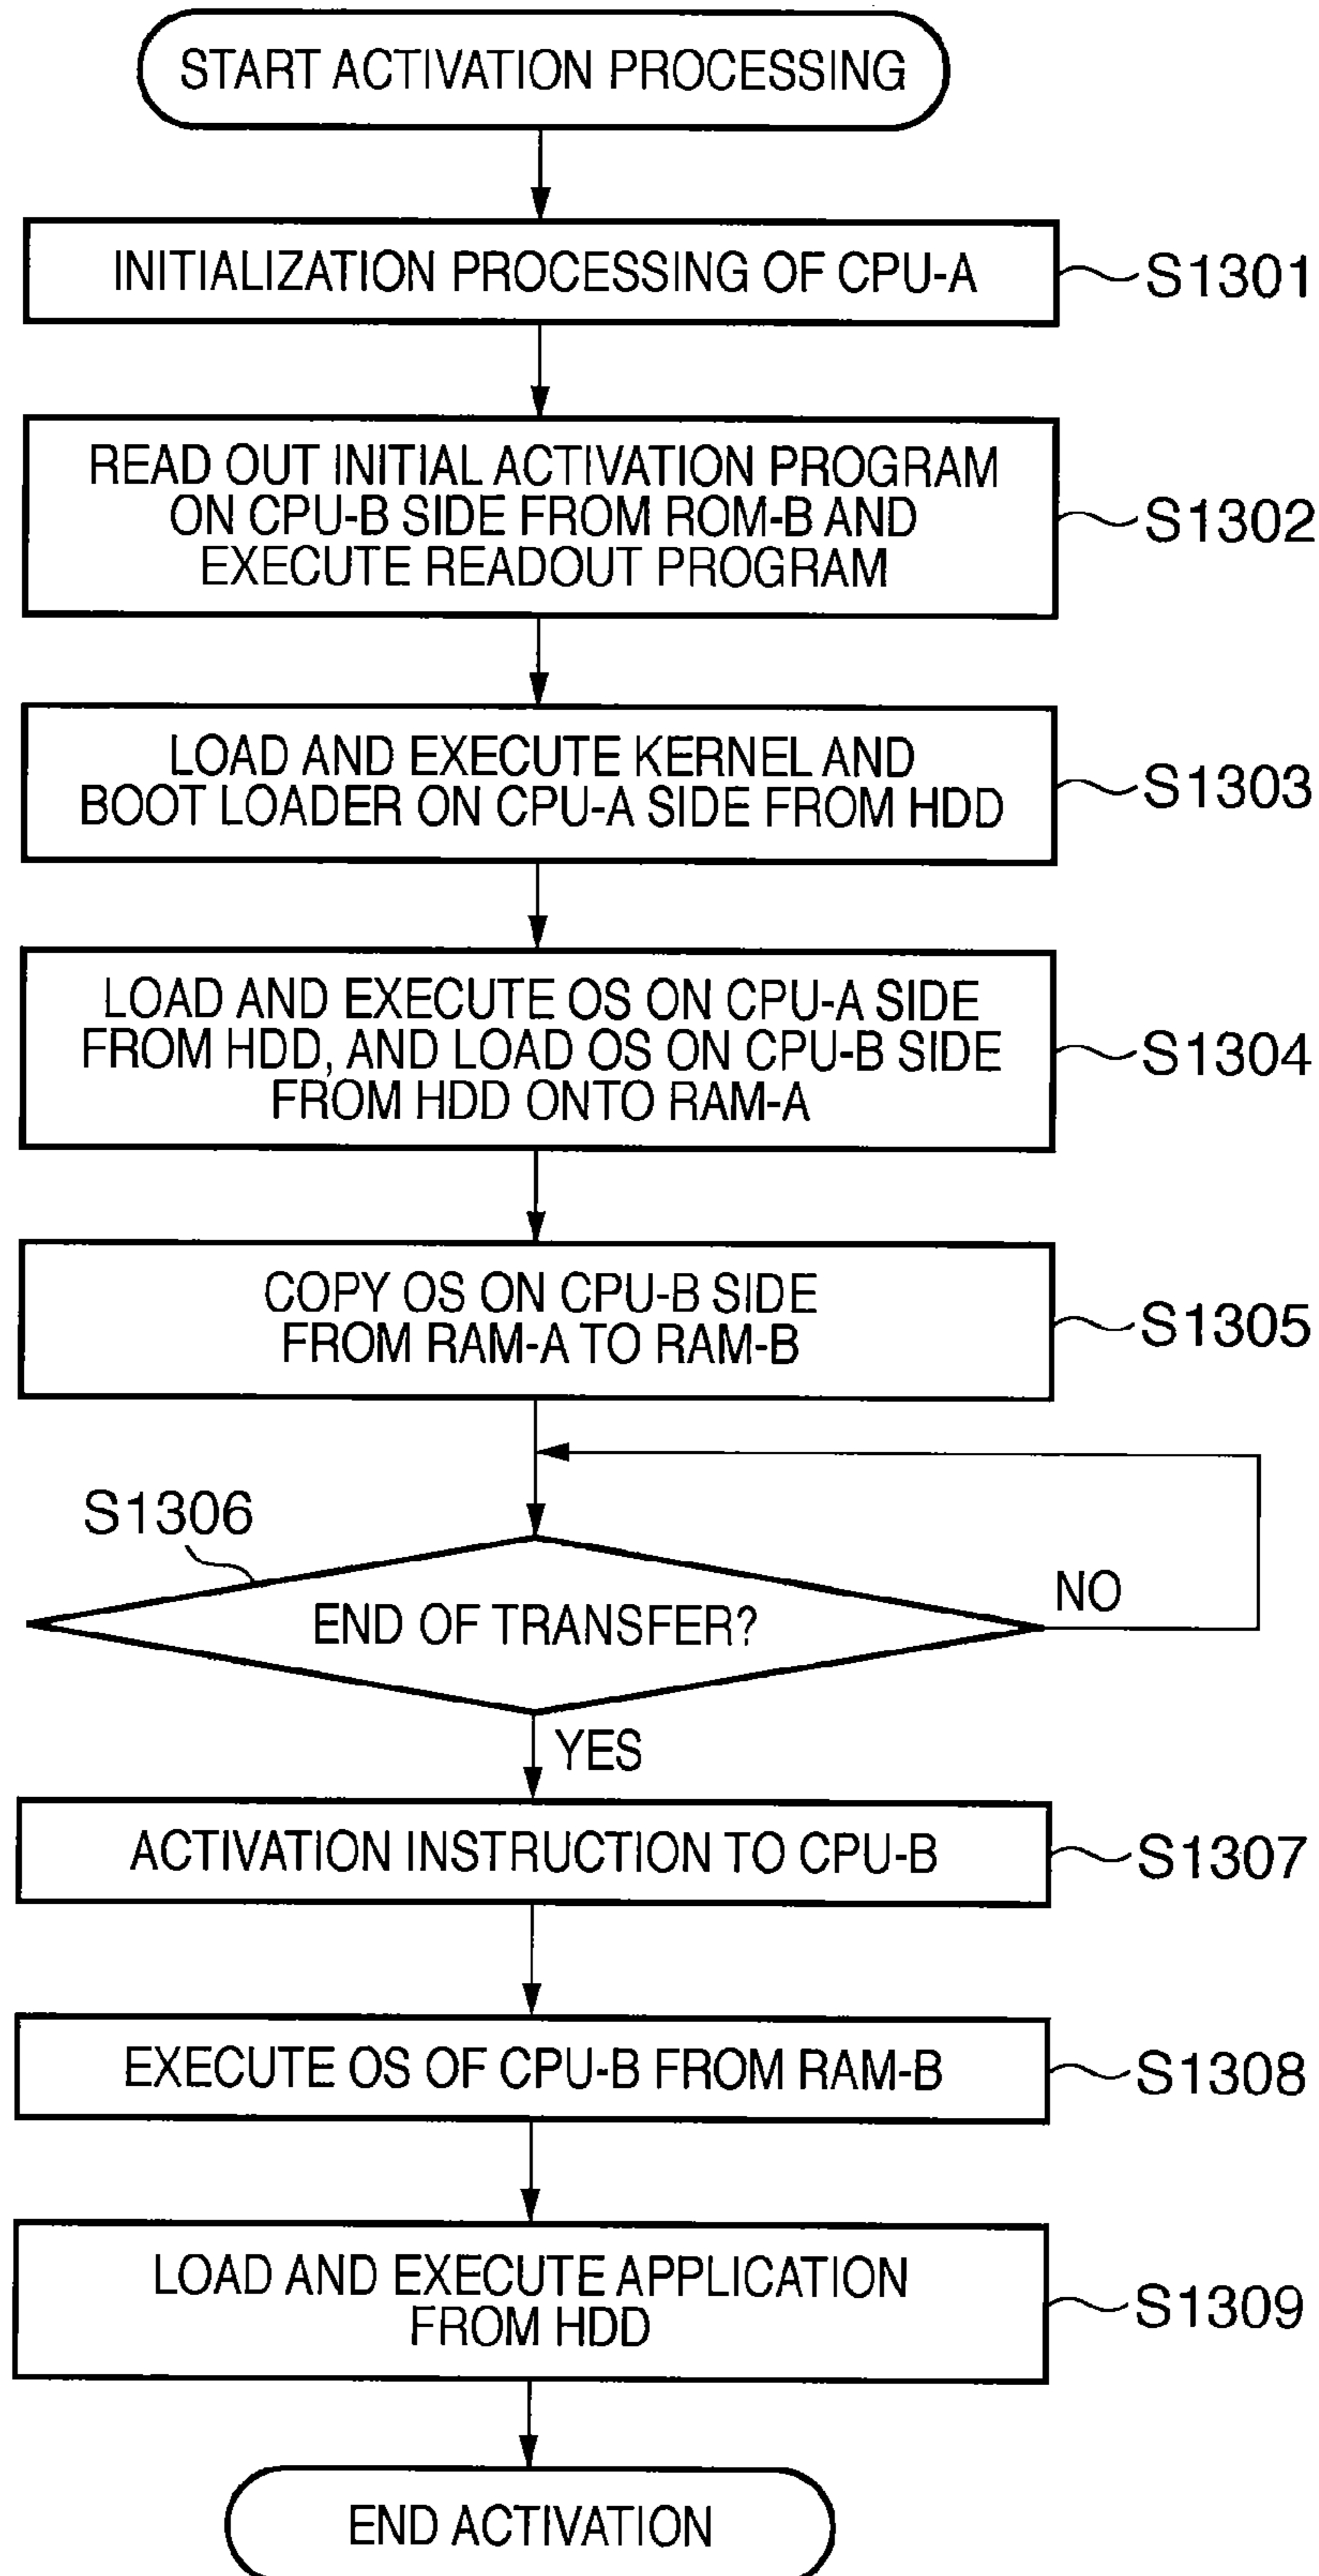 START ACTIVATION PROCESSING
INITIALIZATION PROCESSING OF CPU-A
S1301
READ OUT INITIAL ACTIVATION PROGRAM
ON CPU-B SIDE FROM ROM-B AND
EXECUTE READOUT PROGRAM
S1302
LOAD AND EXECUTE KERNEL AND
BOOT LOADER ON CPU-A SIDE FROM HDD
S1303
LOAD AND EXECUTE OS ON CPU-A SIDE
FROM HDD, AND LOAD OS ON CPU-B SIDE
FROM HDD ONTO RAM-A
S1304
COPY OS ON CPU-B SIDE
FROM RAM-A TO RAM-B
S1305
S1306
END OF TRANSFER?
NO
YES
ACTIVATION INSTRUCTION TO CPU-B
S1307
EXECUTE OS OF CPU-B FROM RAM-B
S1308
LOAD AND EXECUTE APPLICATION
FROM HDD
S1309
END ACTIVATION